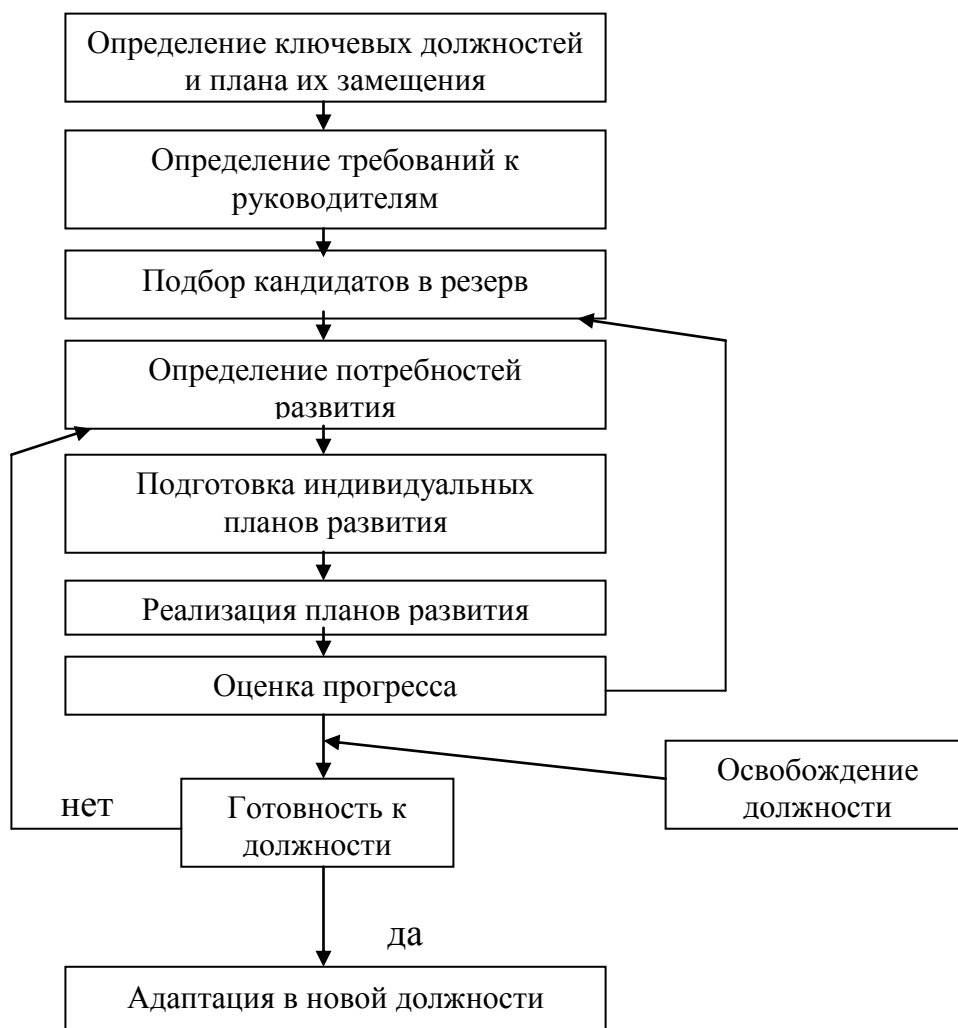 Определение ключевых должностей
и плана их замещения
Определение требований к
руководителям
Подбор кандидатов в резерв
Определение потребностей
развития
Подготовка индивидуальных
планов развития
Реализация планов развития
Оценка прогресса
Освобождение
должности
нет
Готовность к
должности
да
Адаптация в новой должности